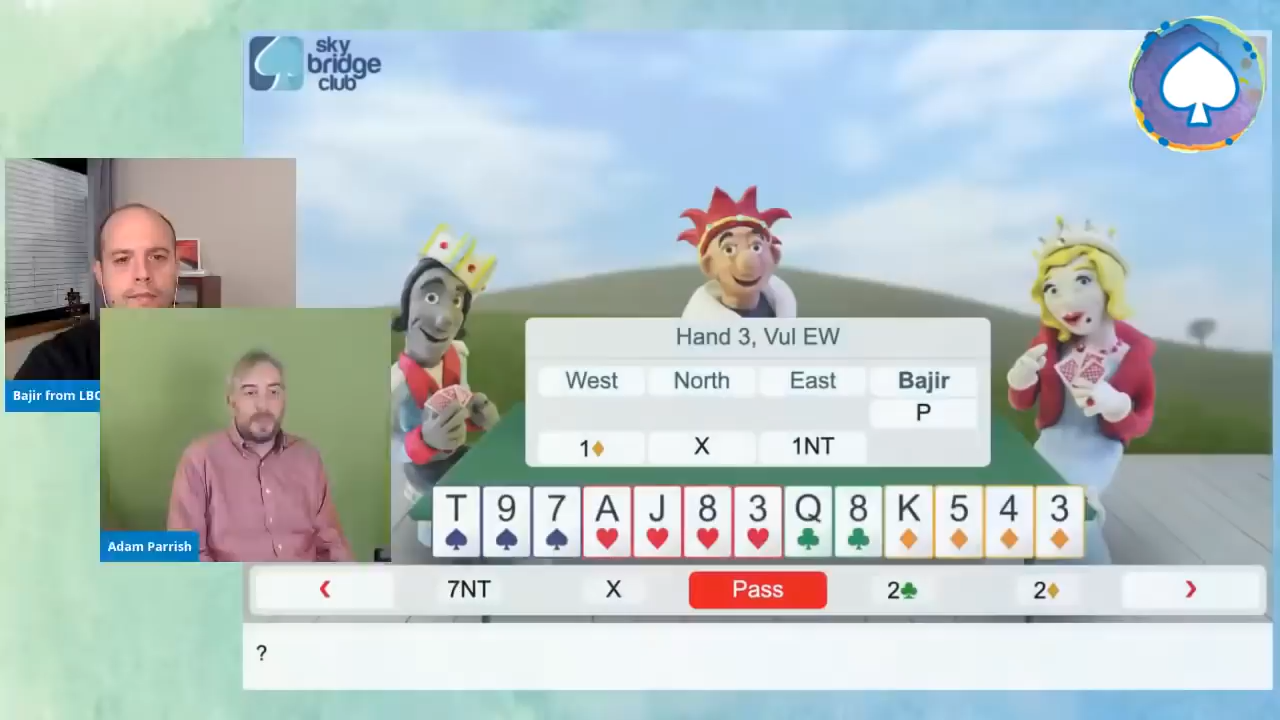 sky
bridge
club
Hand 3, Vul EW
West North East Bajir
P
1♦ X 1NT
T 9 7 A J 8 3 Q 8 K 5 4 3
♠ ♠ ♠ ♥ ♥ ♥ ♥ ♣ ♣ ♦ ♦ ♦ ♦
Bajir from LBC
Adam Parrish
‹ 7NT X Pass 2♣ 2♦ ›
?